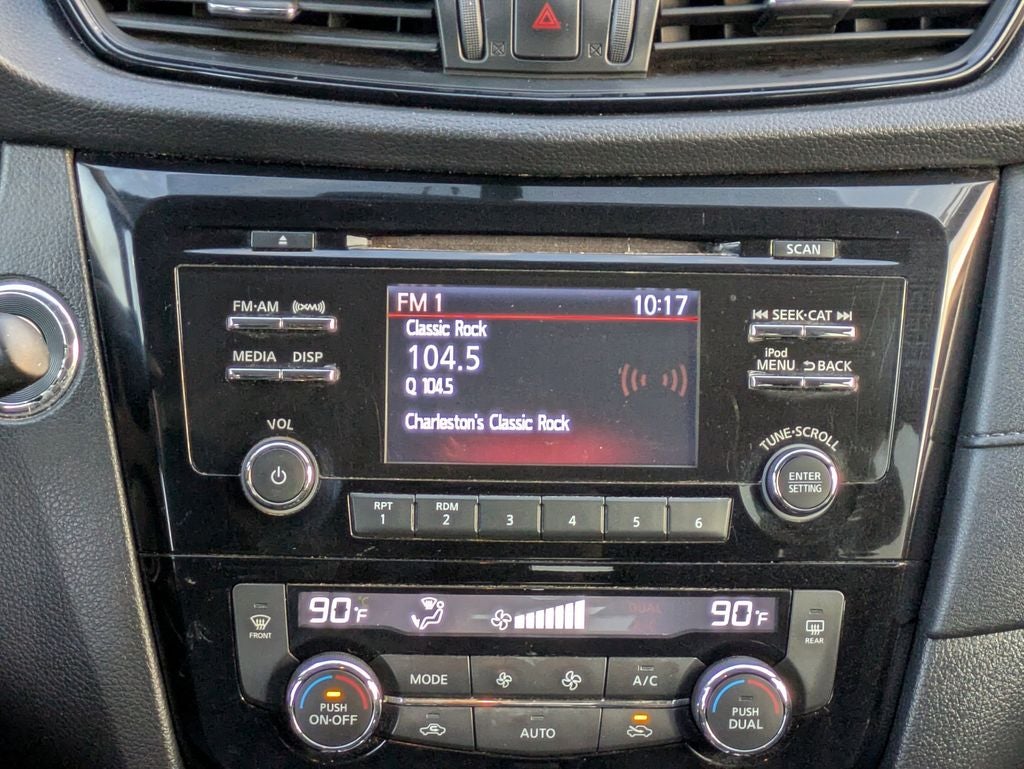 SCAN
FM·AM ((XM))
MEDIA DISP
VOL
FM 1 10:17
Classic Rock
104.5
Q 104.5
Charleston's Classic Rock
SEEK·CAT
iPod
MENU BACK
TUNE·SCROLL
ENTER
SETTING
RPT RDM
1 2 3 4 5 6
90°F DUAL 90°F
FRONT
REAR
MODE A/C
PUSH
ON·OFF
AUTO
PUSH
DUAL